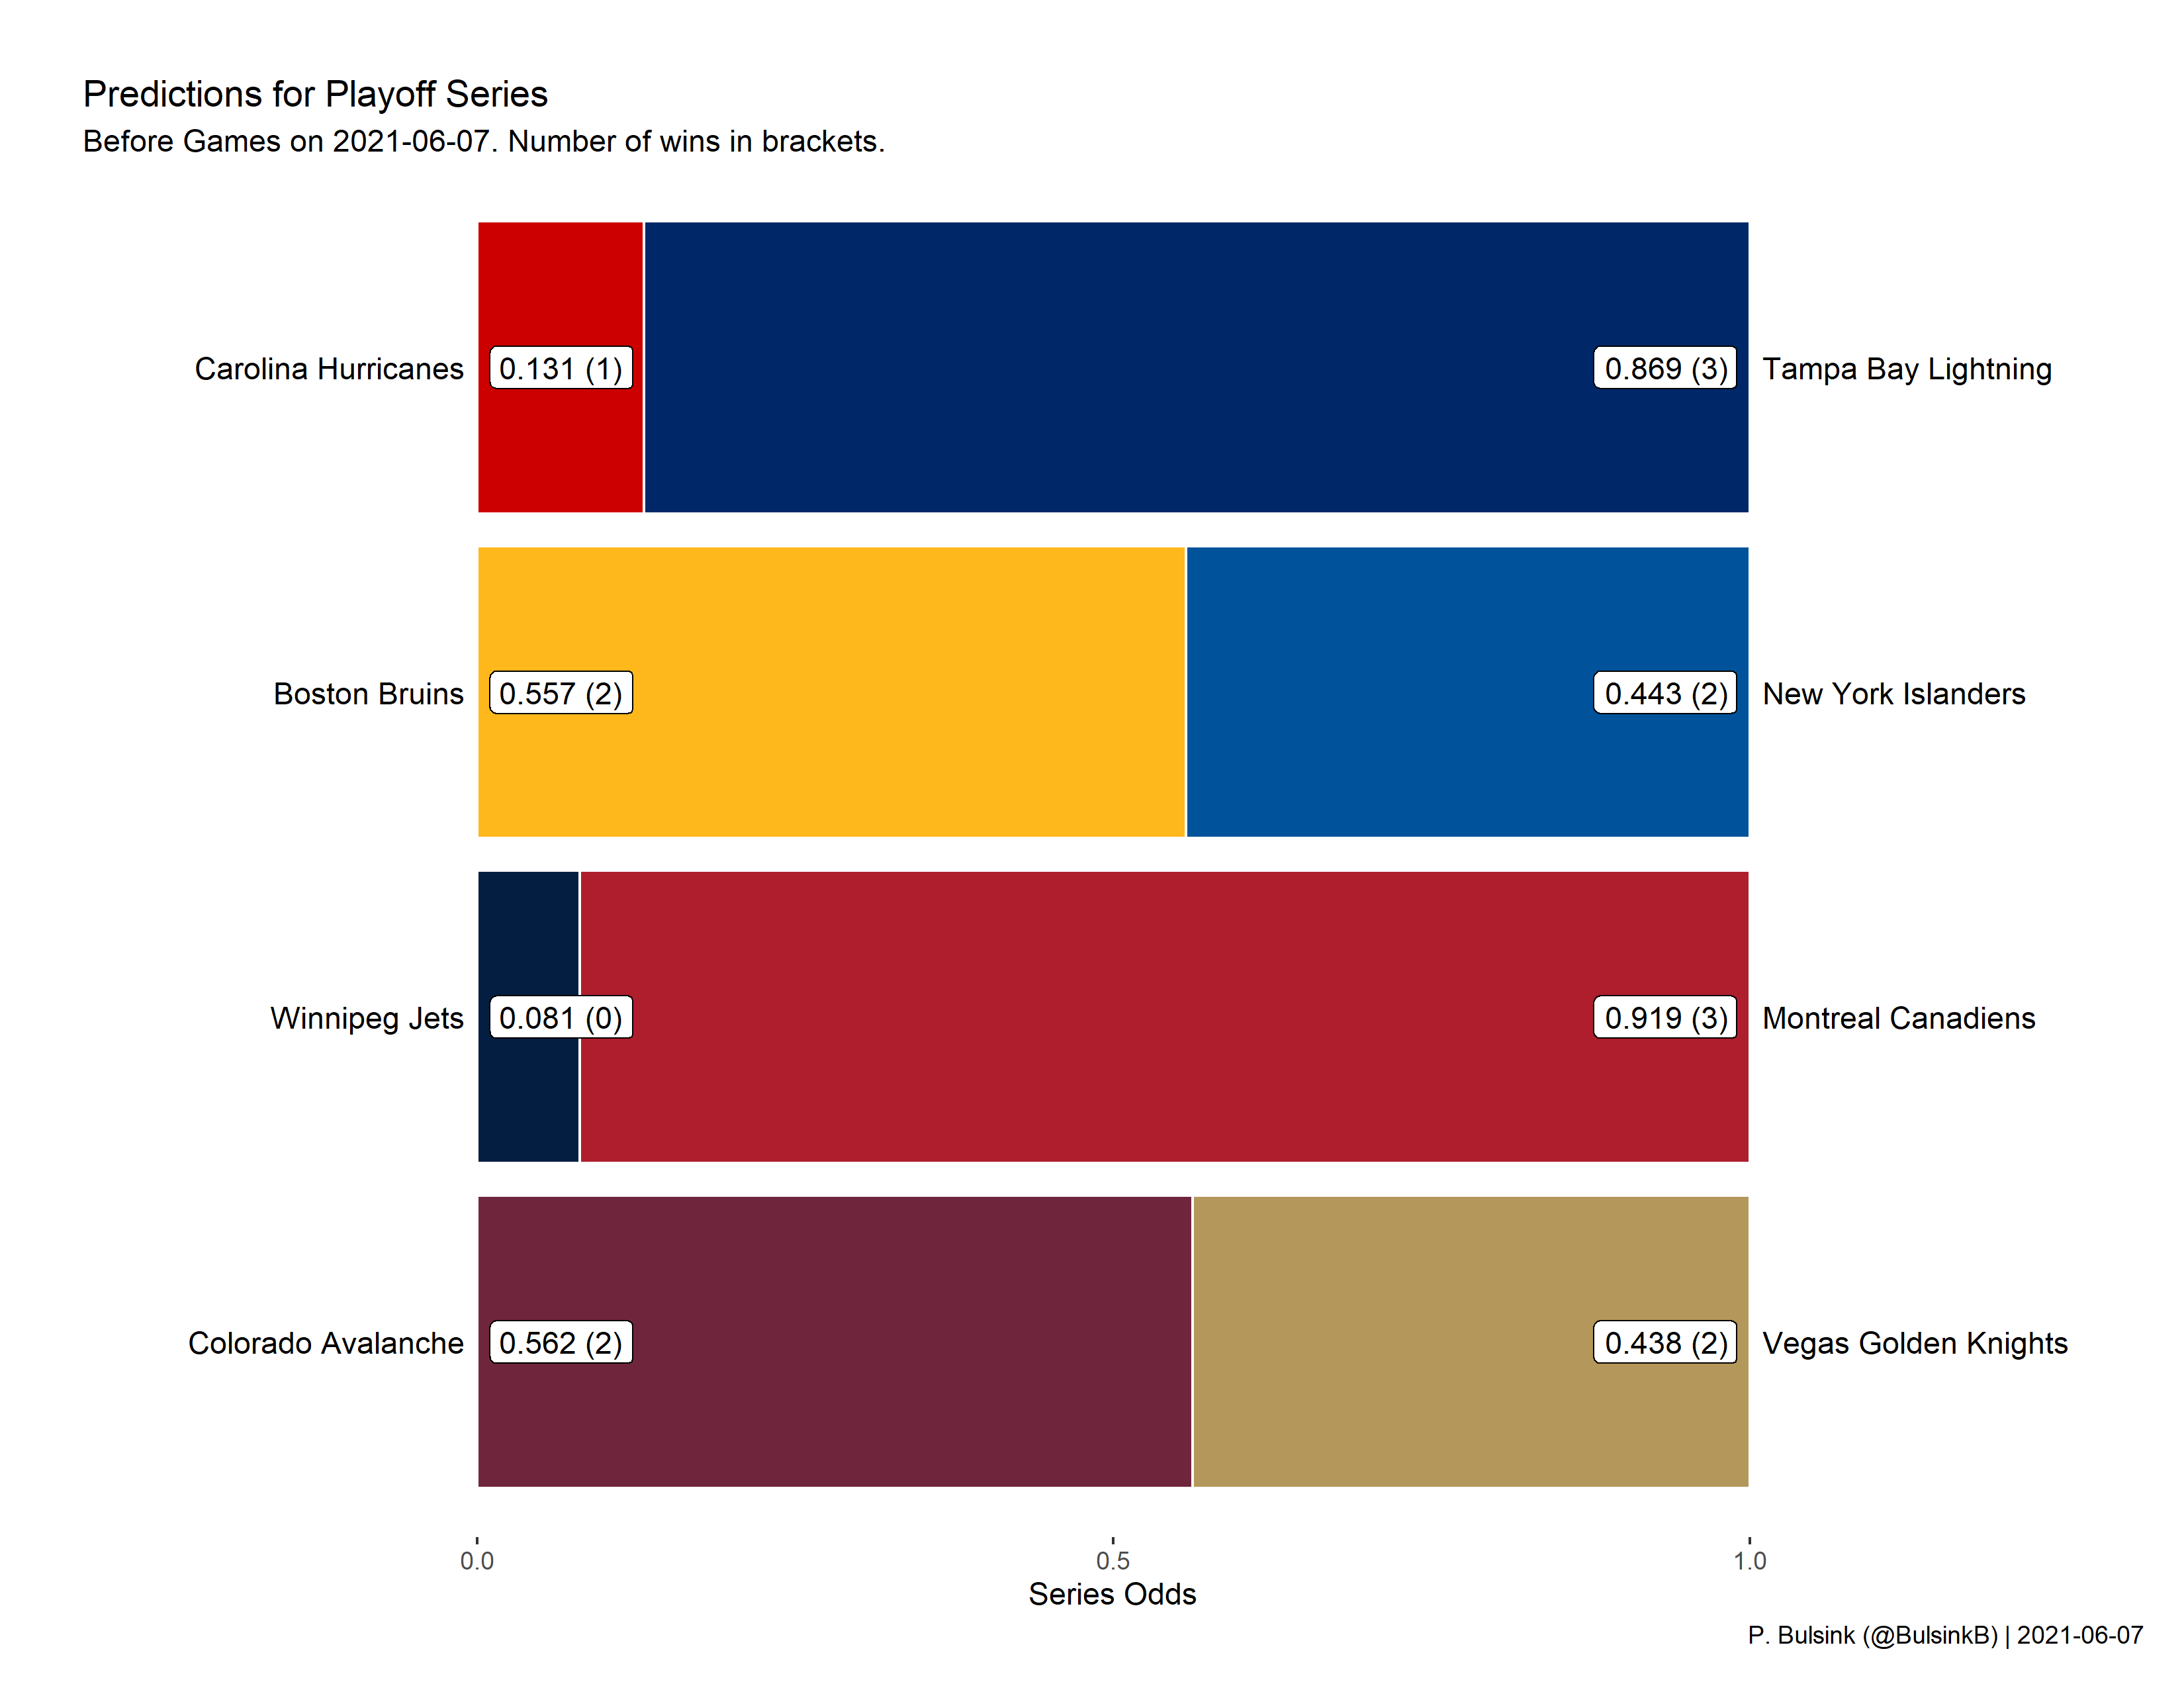 Predictions for Playoff Series
Before Games on 2021-06-07. Number of wins in brackets.
Carolina Hurricanes 0.131 (1) 0.869 (3) Tampa Bay Lightning
Boston Bruins 0.557 (2) 0.443 (2) New York Islanders
Winnipeg Jets 0.081 (0) 0.919 (3) Montreal Canadiens
Colorado Avalanche 0.562 (2) 0.438 (2) Vegas Golden Knights
0.0 0.5 1.0
Series Odds
P. Bulsink (@BulsinkB) | 2021-06-07